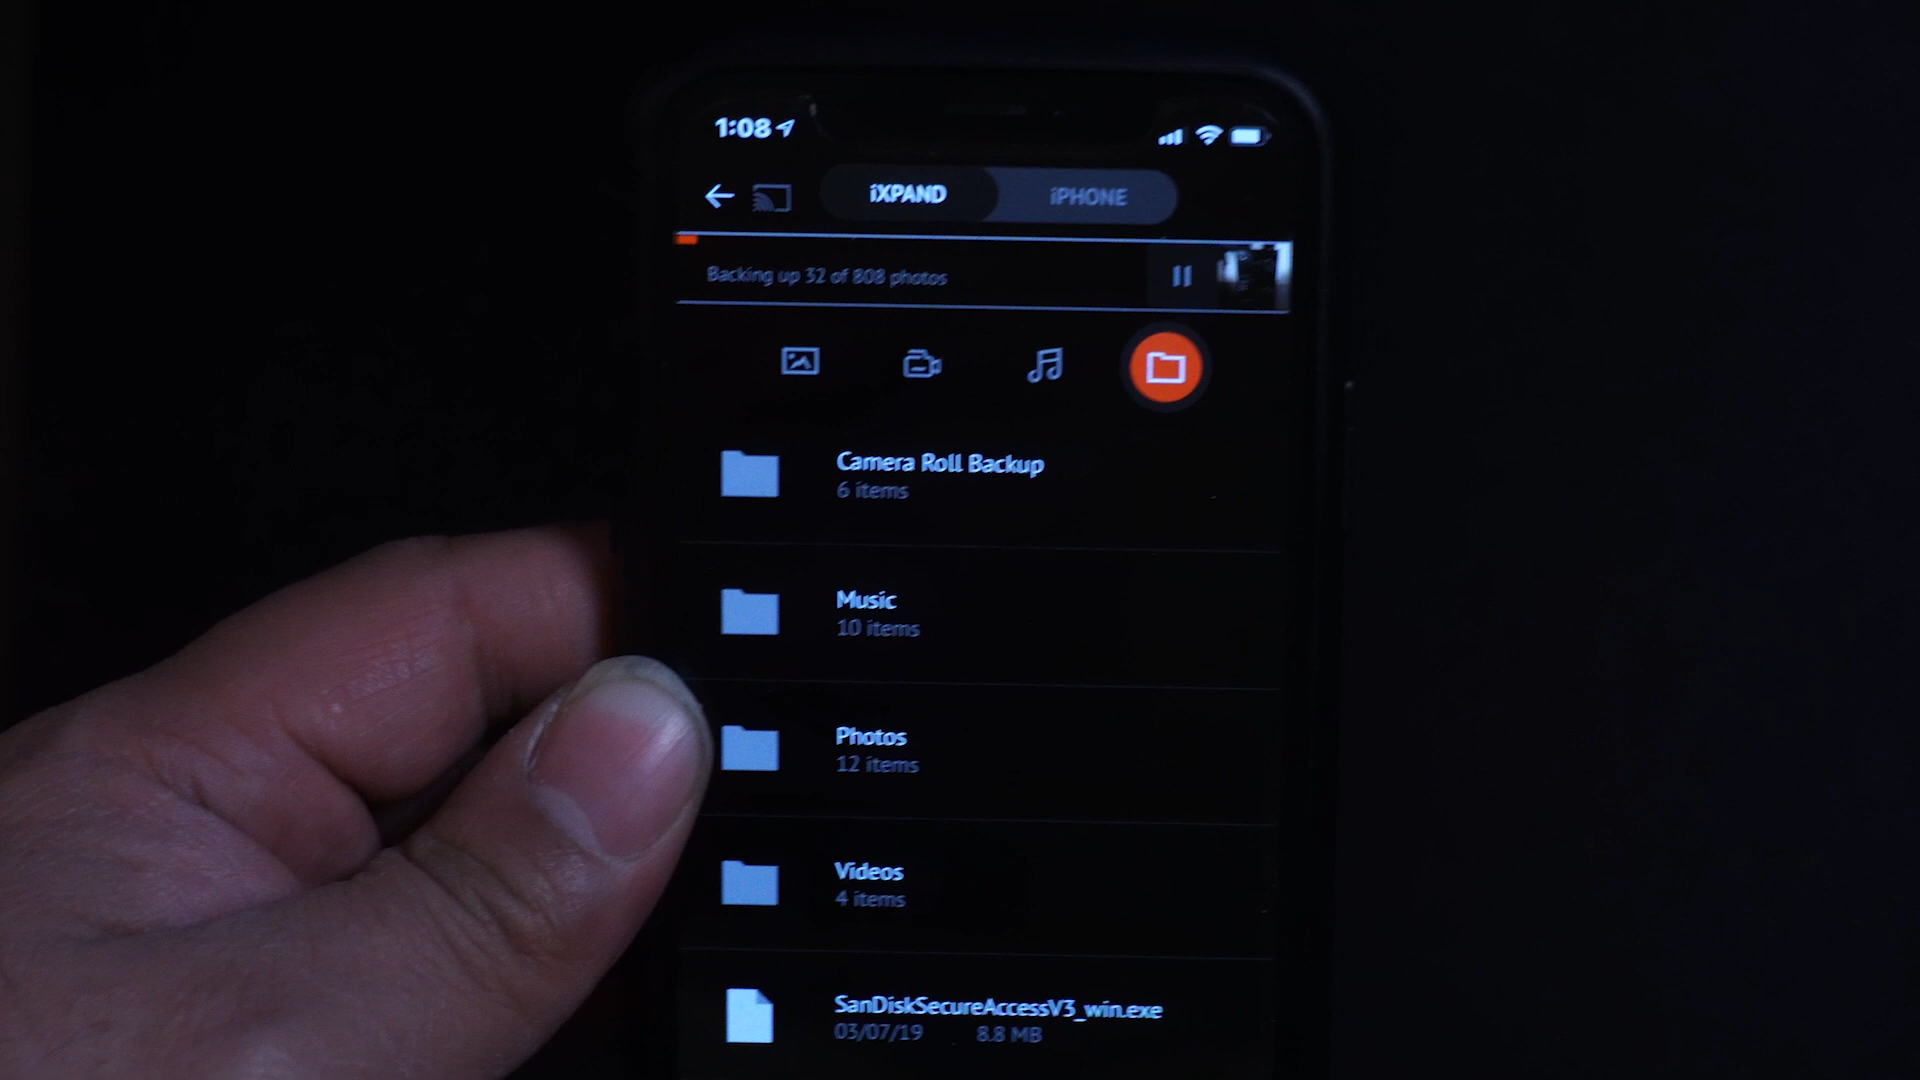 1:08
iXPAND
iPHONE
Backing up 32 of 808 photos
Camera Roll Backup
6 items
Music
10 items
Photos
12 items
Videos
4 items
SanDiskSecureAccessV3_win.exe
03/07/19 8.8 MB